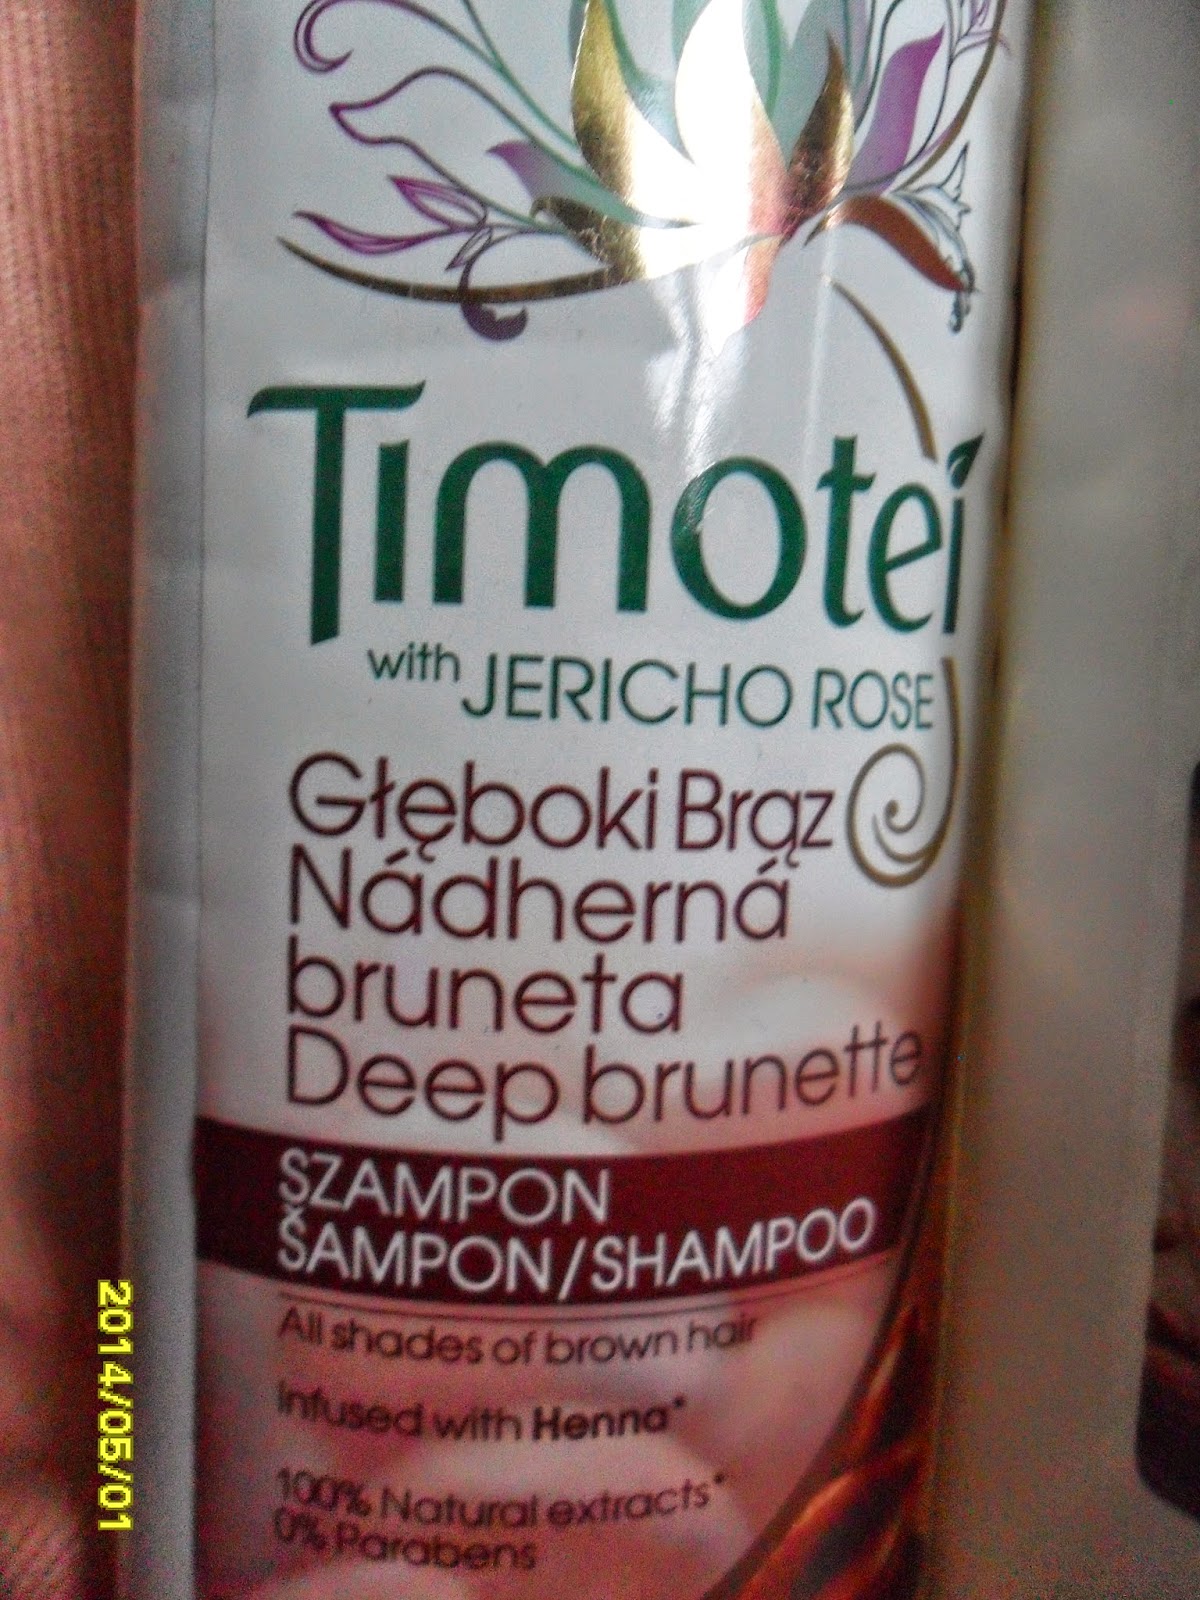 Timotei
with JERICHO ROSE
Głęboki Brąz
Nádherná
bruneta
Deep brunette
SZAMPON
ŠAMPON/SHAMPOO
All shades of brown hair
Infused with Henna*
100% Natural extracts*
0% Parabens
2014/05/01